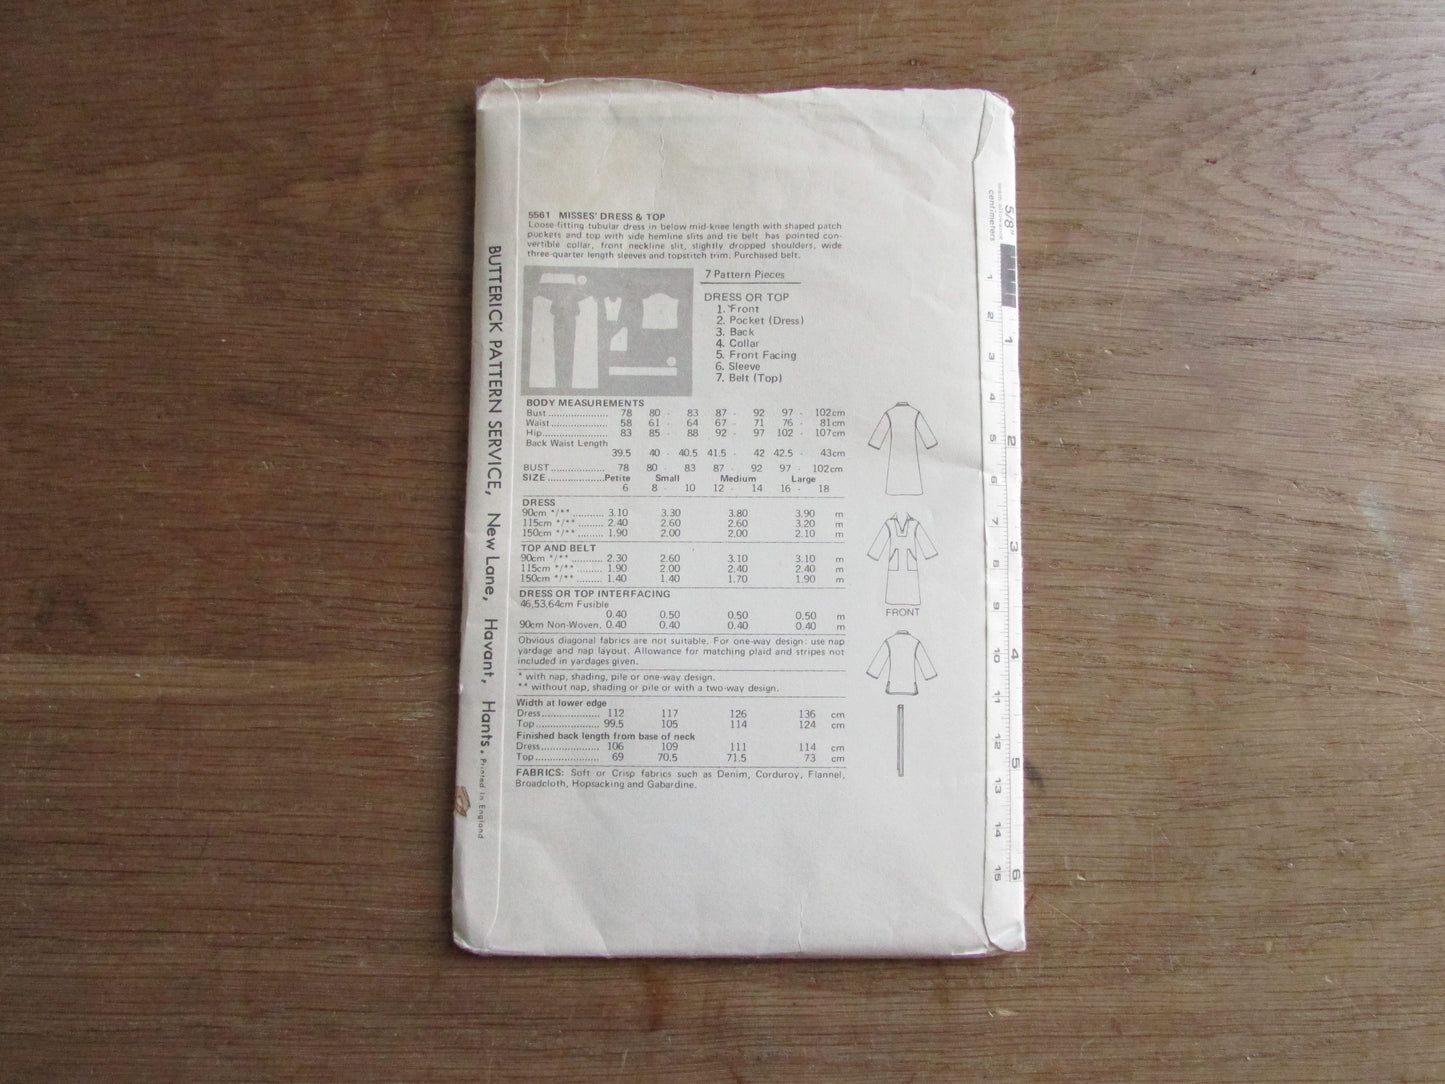 5561 MISSES' DRESS & TOP
Loose-fitting tubular dress in below mid-knee length with shaped patch
pockets and top with side hemline slits and tie belt has pointed con-
vertible collar, front neckline slit, slightly dropped shoulders, wide
three-quarter length sleeves and topstitch trim. Purchased belt.
7 Pattern Pieces
DRESS OR TOP
1. Front
2. Pocket (Dress)
3. Back
4. Collar
5. Front Facing
6. Sleeve
7. Belt (Top)
BODY MEASUREMENTS
Bust ..................... 78 80 - 83 87 - 92 97 - 102cm
Waist ................... 58 61 - 64 67 - 71 76 - 81cm
Hip ...................... 83 85 - 88 92 - 97 102 - 107cm
Back Waist Length
39.5 40 - 40.5 41.5 - 42 42.5 - 43cm
BUST ................... 78 80 - 83 87 - 92 97 - 102cm
SIZE ................... Petite Small Medium Large
6 8 - 10 12 - 14 16 - 18
DRESS
90cm */** ........... 3.10 3.30 3.80 3.90 m
115cm */** ......... 2.40 2.60 2.60 3.20 m
150cm */** ......... 1.90 2.00 2.00 2.10 m
TOP AND BELT
90cm */** ........... 2.30 2.60 3.10 3.10 m
115cm */** ......... 1.90 2.00 2.40 2.40 m
150cm */** ......... 1.40 1.40 1.70 1.90 m
DRESS OR TOP INTERFACING
46,53,64cm Fusible
0.40 0.50 0.50 0.50 m
90cm Non-Woven. 0.40 0.40 0.40 0.40 m
Obvious diagonal fabrics are not suitable. For one-way design: use nap
yardage and nap layout. Allowance for matching plaid and stripes not
included in yardages given.
* with nap, shading, pile or one-way design.
** without nap, shading or pile or with a two-way design.
Width at lower edge
Dress.................... 112 117 126 136 cm
Top ...................... 99.5 105 114 124 cm
Finished back length from base of neck
Dress.................... 106 109 111 114 cm
Top ...................... 69 70.5 71.5 73 cm
FABRICS: Soft or Crisp fabrics such as Denim, Corduroy, Flannel,
Broadcloth, Hopsacking and Gabardine.
FRONT
BUTTERICK PATTERN SERVICE, New Lane, Havant, Hants. Printed in England
5/8"
seam allowance
centimeters
1 2 3 4 5 6 7 8 9 10 11 12 13 14 15
1 2 3 4 5 6